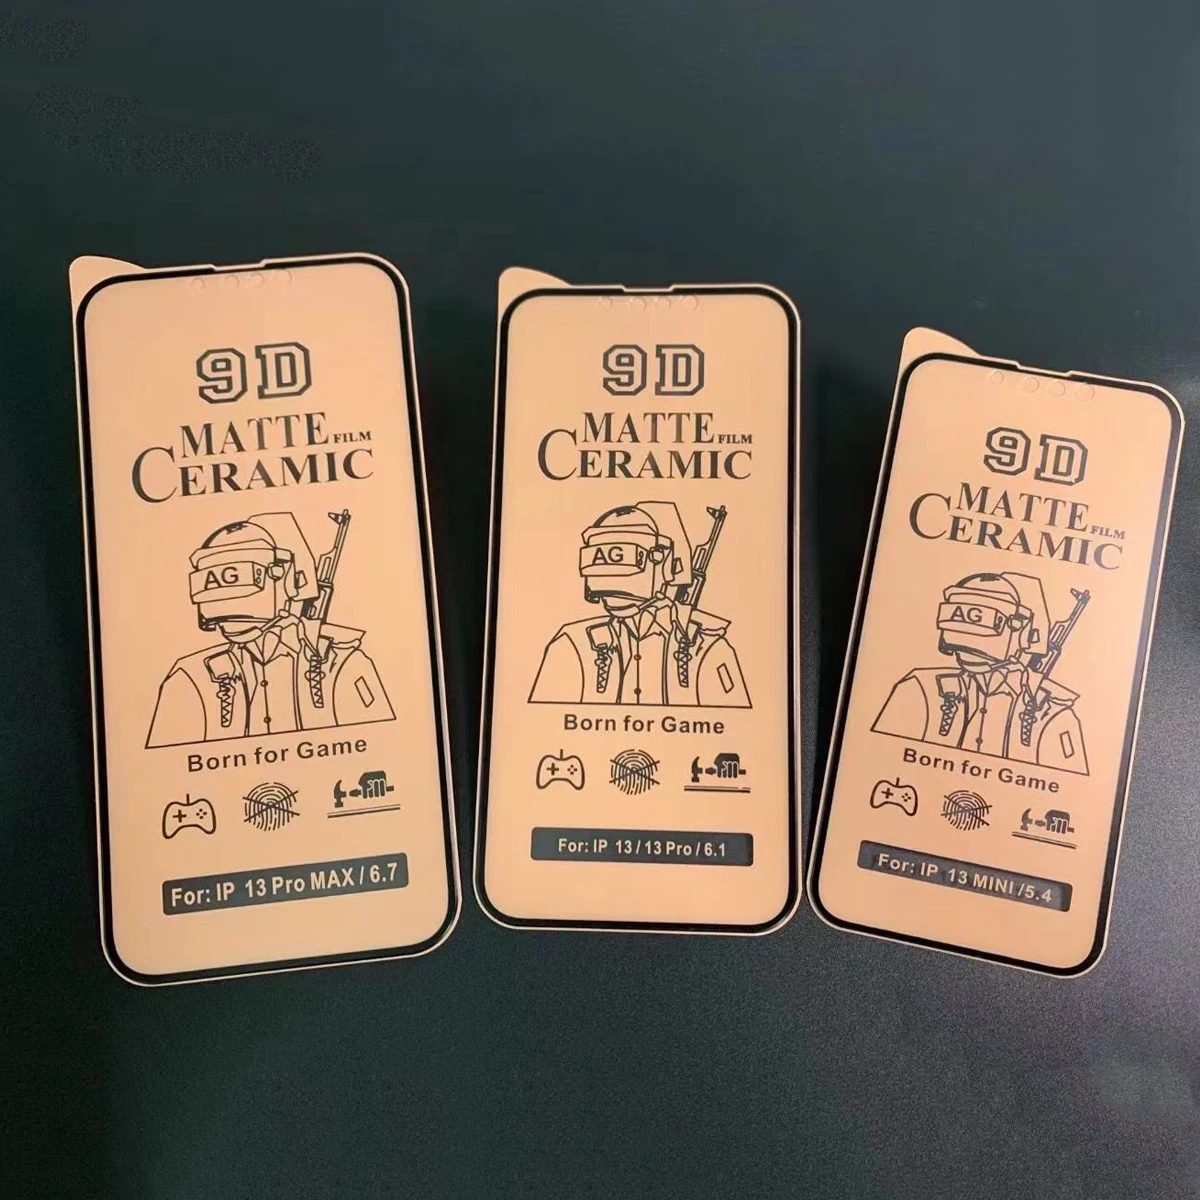 9D
MATTE FILM
CERAMIC
AG
Born for Game
For: IP 13 Pro MAX / 6.7
9D
MATTE FILM
CERAMIC
AG
Born for Game
For: IP 13 / 13 Pro / 6.1
9D
MATTE FILM
CERAMIC
AG
Born for Game
For: IP 13 MINI /5.4